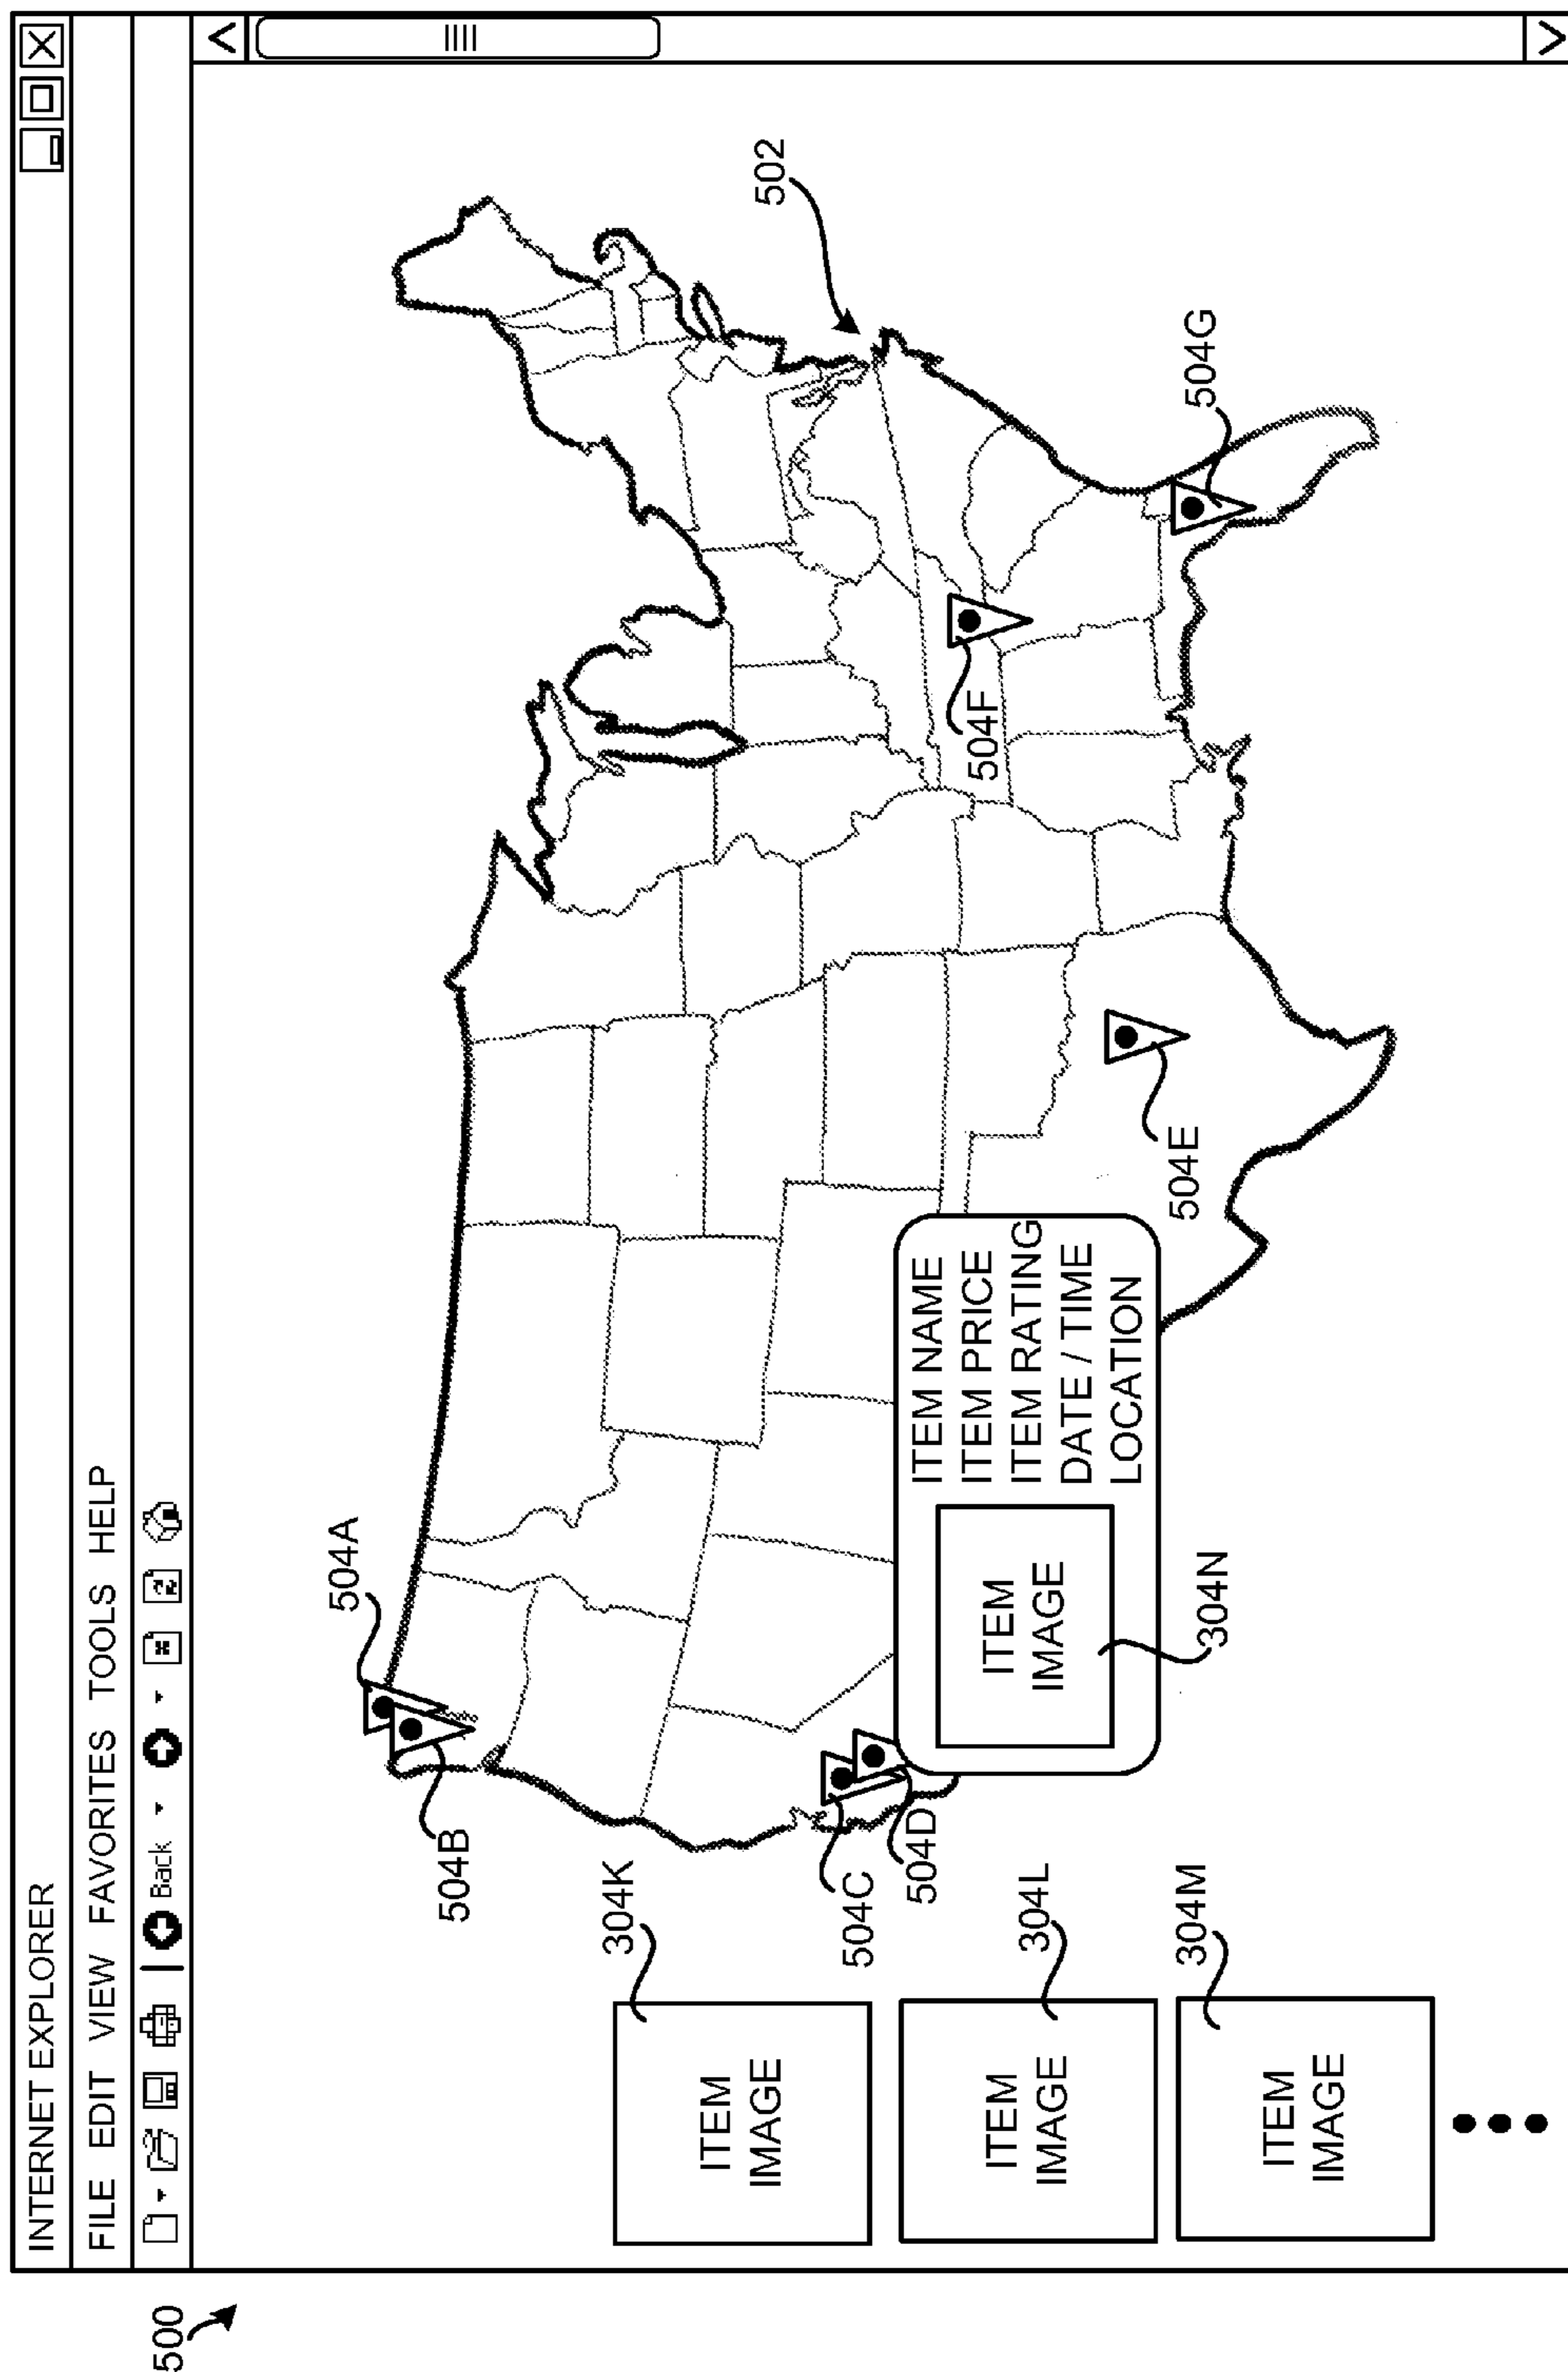 500
INTERNET EXPLORER
FILE EDIT VIEW FAVORITES TOOLS HELP
Back
504A
504B
502
304K
ITEM
IMAGE
504C
504D
504F
504G
ITEM NAME
ITEM PRICE
ITEM RATING
DATE / TIME
LOCATION
ITEM
IMAGE
304N
504E
304L
ITEM
IMAGE
304M
ITEM
IMAGE